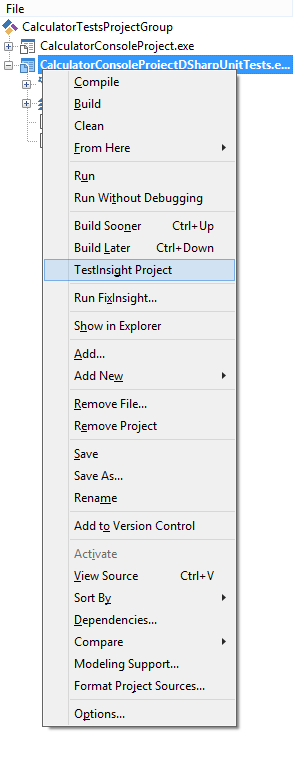 File
CalculatorTestsProjectGroup
CalculatorConsoleProject.exe
CalculatorConsoleProjectDSharpUnitTests.e...
Compile
Build
Clean
From Here
Run
Run Without Debugging
Build Sooner Ctrl+Up
Build Later Ctrl+Down
TestInsight Project
Run FixInsight...
Show in Explorer
Add...
Add New
Remove File...
Remove Project
Save
Save As...
Rename
Add to Version Control
Activate
View Source Ctrl+V
Sort By
Dependencies...
Compare
Modeling Support...
Format Project Sources...
Options...